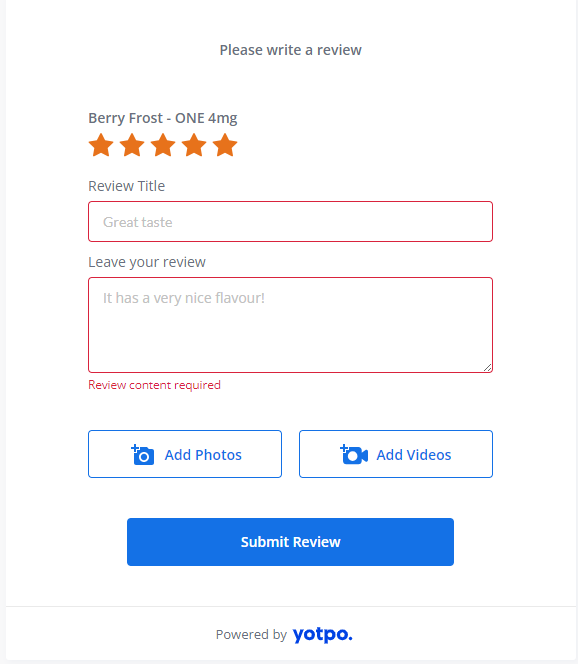 Please write a review
Berry Frost - ONE 4mg
Review Title
Great taste
Leave your review
It has a very nice flavour!
Review content required
Add Photos
Add Videos
Submit Review
Powered by yotpo.